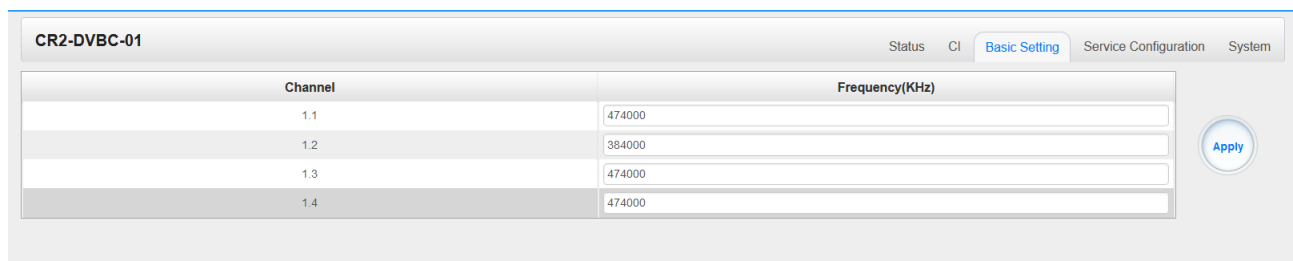 CR2-DVBC-01
Status CI Basic Setting Service Configuration System
Channel Frequency(KHz)
1.1 474000
1.2 384000
Apply
1.3 474000
1.4 474000